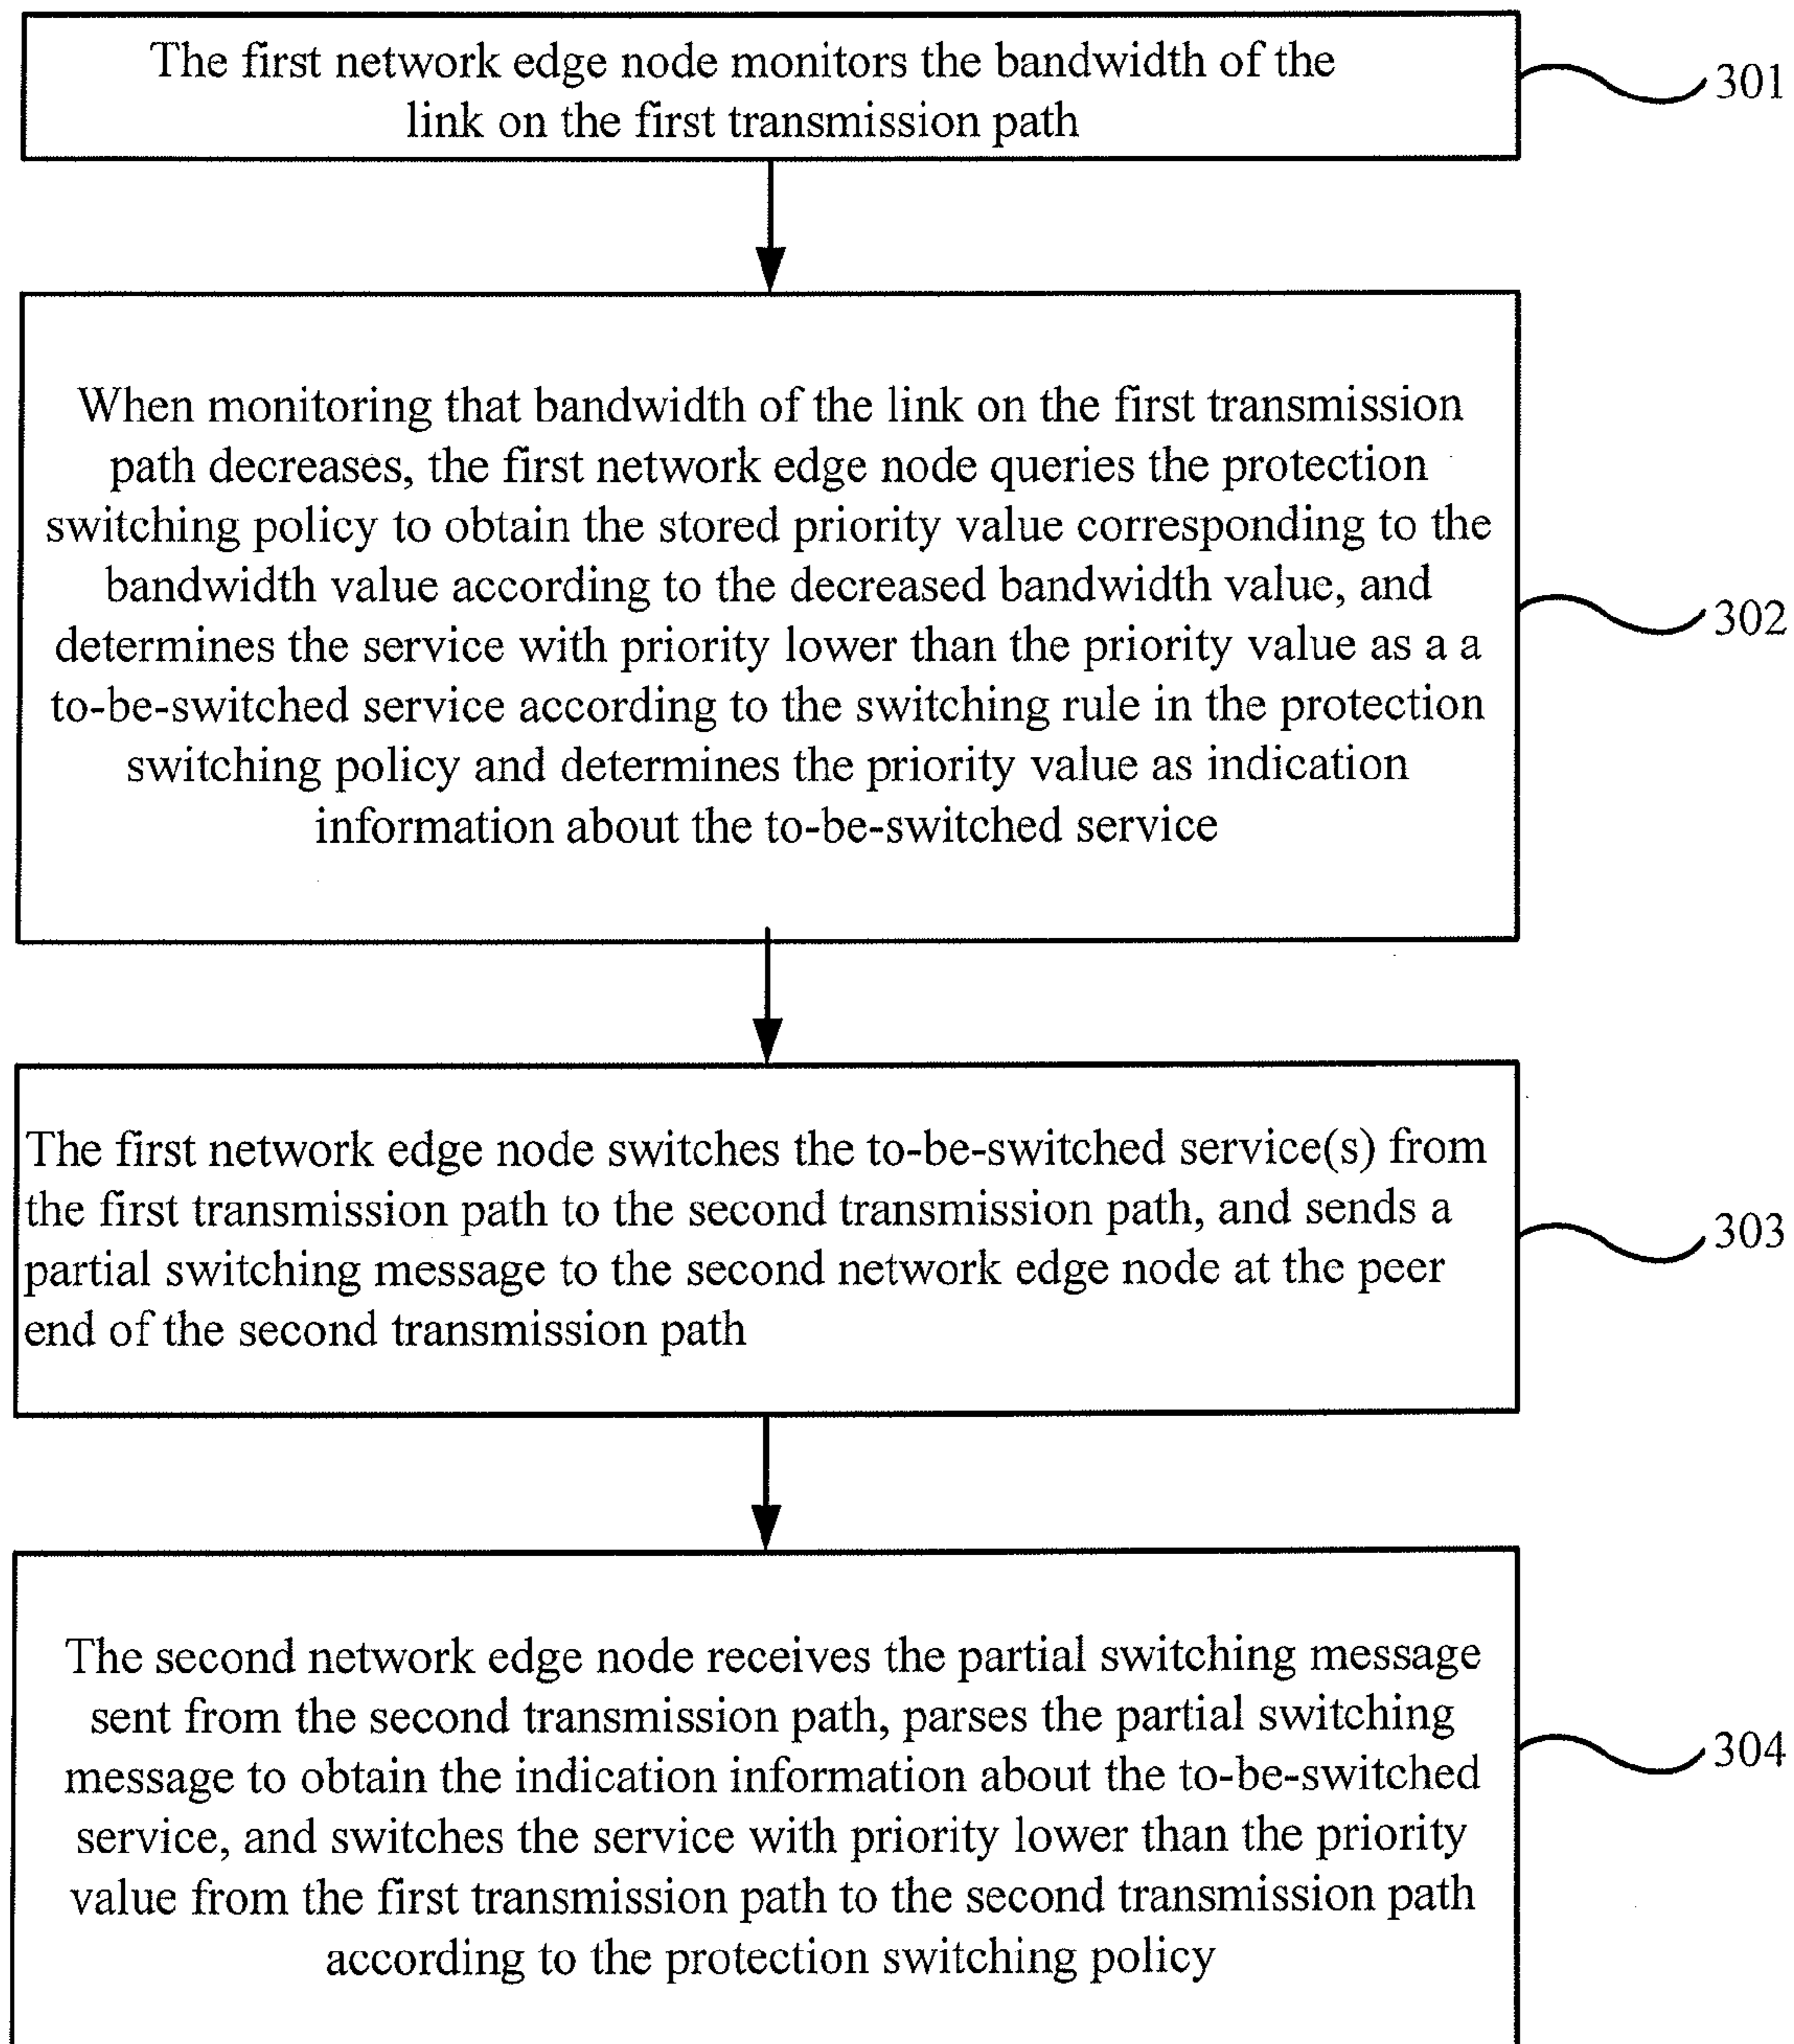 The first network edge node monitors the bandwidth of the
link on the first transmission path
301
When monitoring that bandwidth of the link on the first transmission
path decreases, the first network edge node queries the protection
switching policy to obtain the stored priority value corresponding to the
bandwidth value according to the decreased bandwidth value, and
determines the service with priority lower than the priority value as a a
to-be-switched service according to the switching rule in the protection
switching policy and determines the priority value as indication
information about the to-be-switched service
302
The first network edge node switches the to-be-switched service(s) from
the first transmission path to the second transmission path, and sends a
partial switching message to the second network edge node at the peer
end of the second transmission path
303
The second network edge node receives the partial switching message
sent from the second transmission path, parses the partial switching
message to obtain the indication information about the to-be-switched
service, and switches the service with priority lower than the priority
value from the first transmission path to the second transmission path
according to the protection switching policy
304